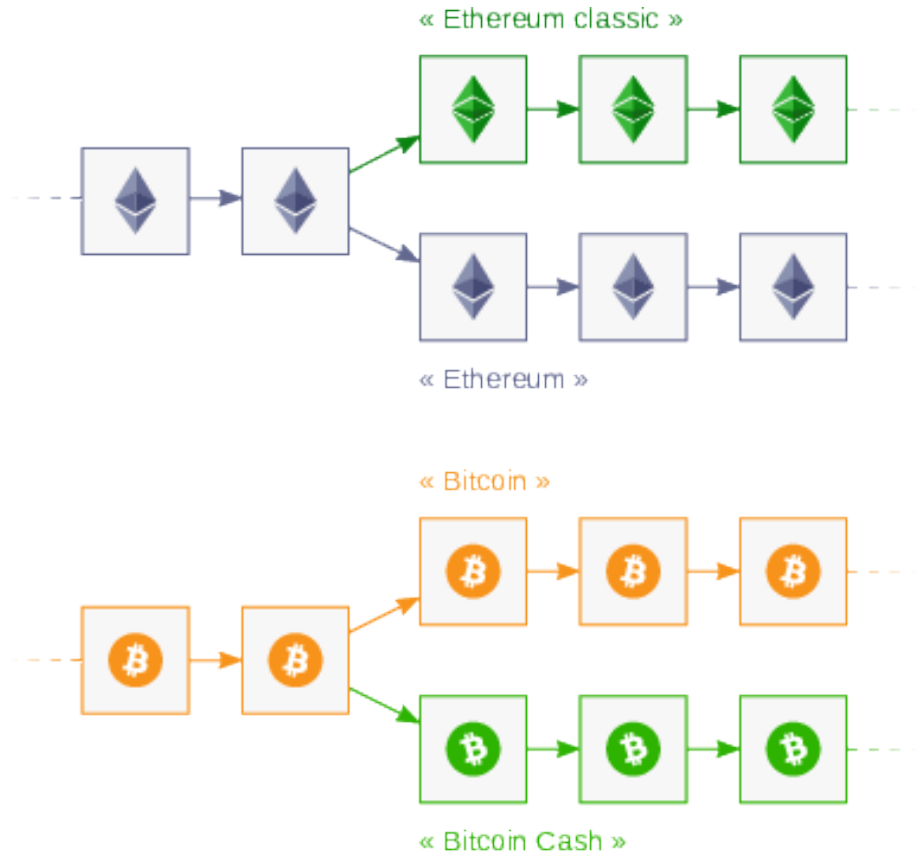 « Ethereum classic »
« Ethereum »
« Bitcoin »
« Bitcoin Cash »